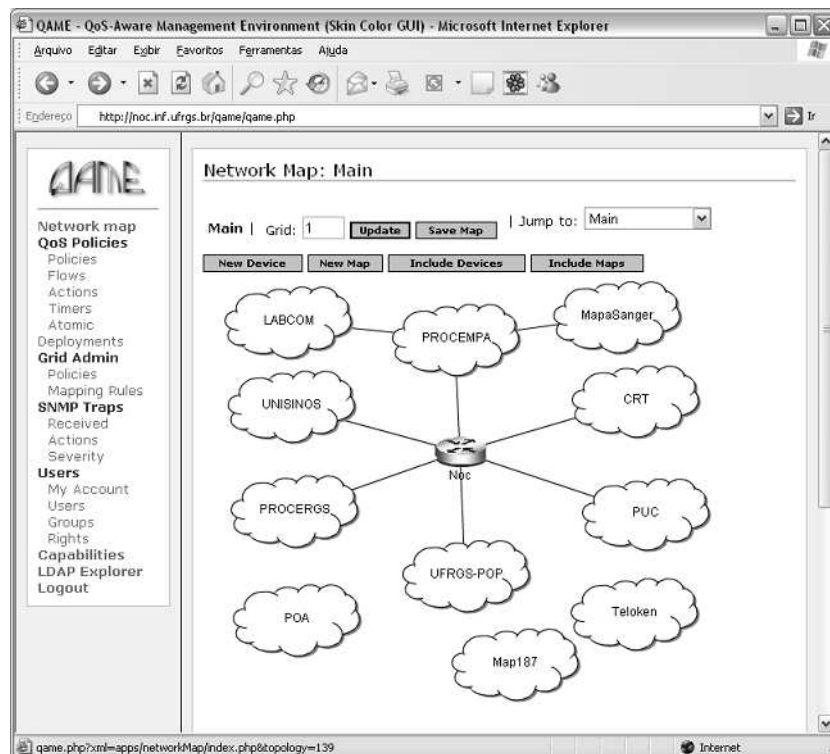 QAME - QoS-Aware Management Environment (Skin Color GUI) - Microsoft Internet Explorer
Arquivo Editar Exibir Favoritos Ferramentas Ajuda
Endereço http://noc.inf.ufrgs.br/qame/qame.php Ir
QAME
Network map
QoS Policies
Policies
Flows
Actions
Timers
Atomic
Deployments
Grid Admin
Policies
Mapping Rules
SNMP Traps
Received
Actions
Severity
Users
My Account
Users
Groups
Rights
Capabilities
LDAP Explorer
Logout
Network Map: Main
Main | Grid: 1 Update Save Map | Jump to: Main
New Device New Map Include Devices Include Maps
LABCOM
PROCEMPA
MapaSanger
UNISINOS
CRT
Noc
PROCERGS
PUC
UFRGS-POP
POA
Teloken
Map187
qame.php?xml=apps/networkMap/index.php&topology=139 Internet